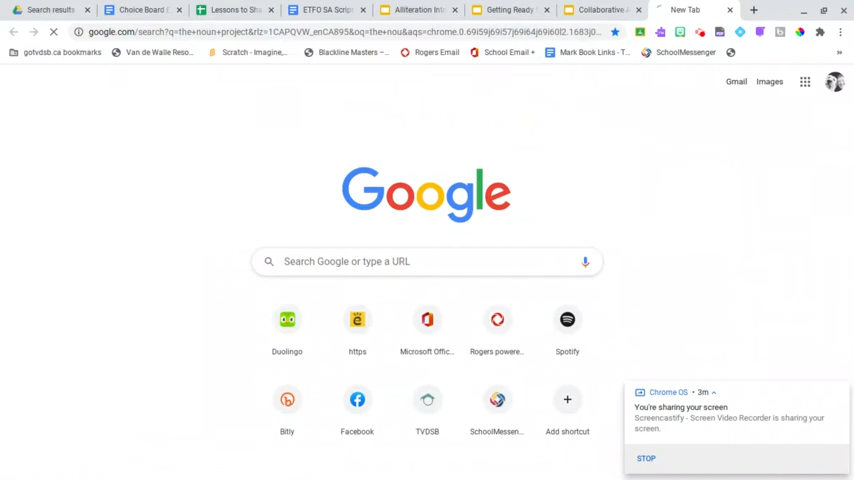 Search results
Choice Board
Lessons to Sha
ETFO SA Script
Alliteration Int
Getting Ready
Collaborative A
New Tab
google.com/search?q=the+noun+project&rlz=1CAPQVW_enCA895&oq=the+nou&aqs=chrome.0.69i59j69i57j69i64j69i60l2.1683j0...
gotvdsb.ca bookmarks
Van de Walle Reso...
Scratch - Imagine,...
Blackline Masters –...
Rogers Email
School Email +
Mark Book Links - T...
SchoolMessenger
»
Gmail Images
Google
Search Google or type a URL
Duolingo
https
Microsoft Offic...
Rogers powere...
Spotify
Bitly
Facebook
TVDSB
SchoolMessen...
Add shortcut
Chrome OS • 3m
You're sharing your screen
Screencastify - Screen Video Recorder is sharing your
screen.
STOP